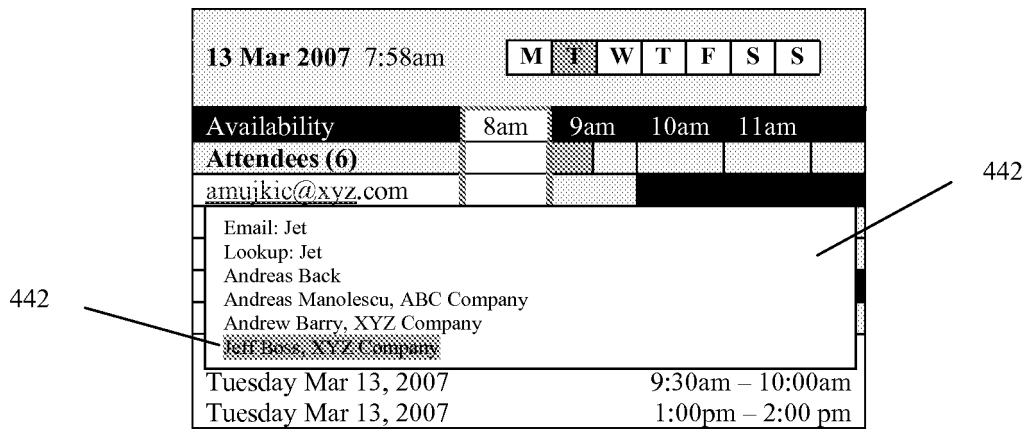 13 Mar 2007 7:58am M T W T F S S
Availability 8am 9am 10am 11am
Attendees (6)
amujkic@xyz.com
442
Email: Jet
Lookup: Jet
Andreas Back
Andreas Manolescu, ABC Company
442
Andrew Barry, XYZ Company
Jeff Boss, XYZ Company
Tuesday Mar 13, 2007 9:30am – 10:00am
Tuesday Mar 13, 2007 1:00pm – 2:00 pm